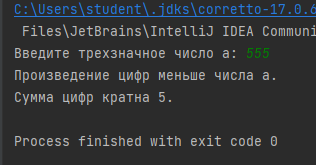 C:\Users\student\.jdks\corretto-17.0.6
Files\JetBrains\IntelliJ IDEA Communi
Введите трехзначное число a: 555
Произведение цифр меньше числа a.
Сумма цифр кратна 5.
Process finished with exit code 0